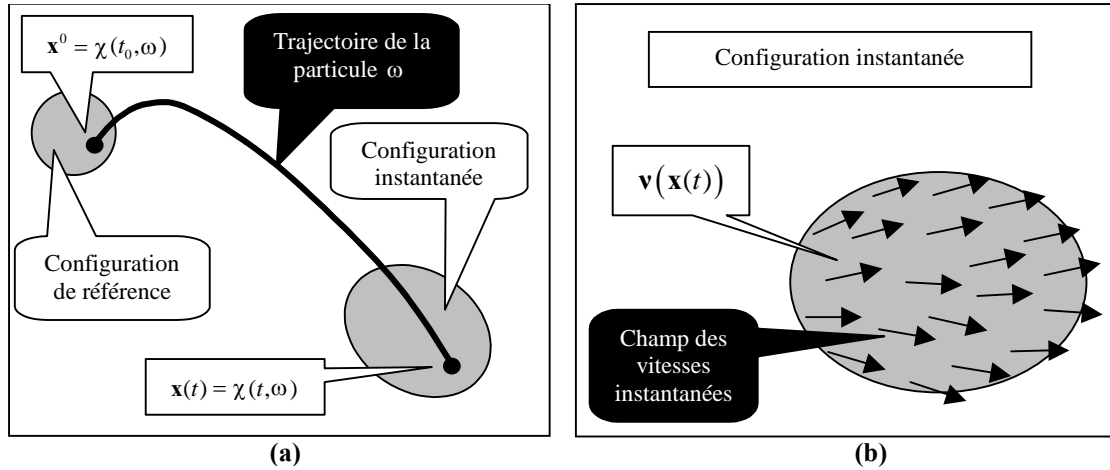 x⁰ = χ(t₀,ω)
Trajectoire de la
particule ω
Configuration
instantanée
Configuration
de référence
x(t) = χ(t,ω)
(a)
Configuration instantanée
v(x(t))
Champ des
vitesses
instantanées
(b)